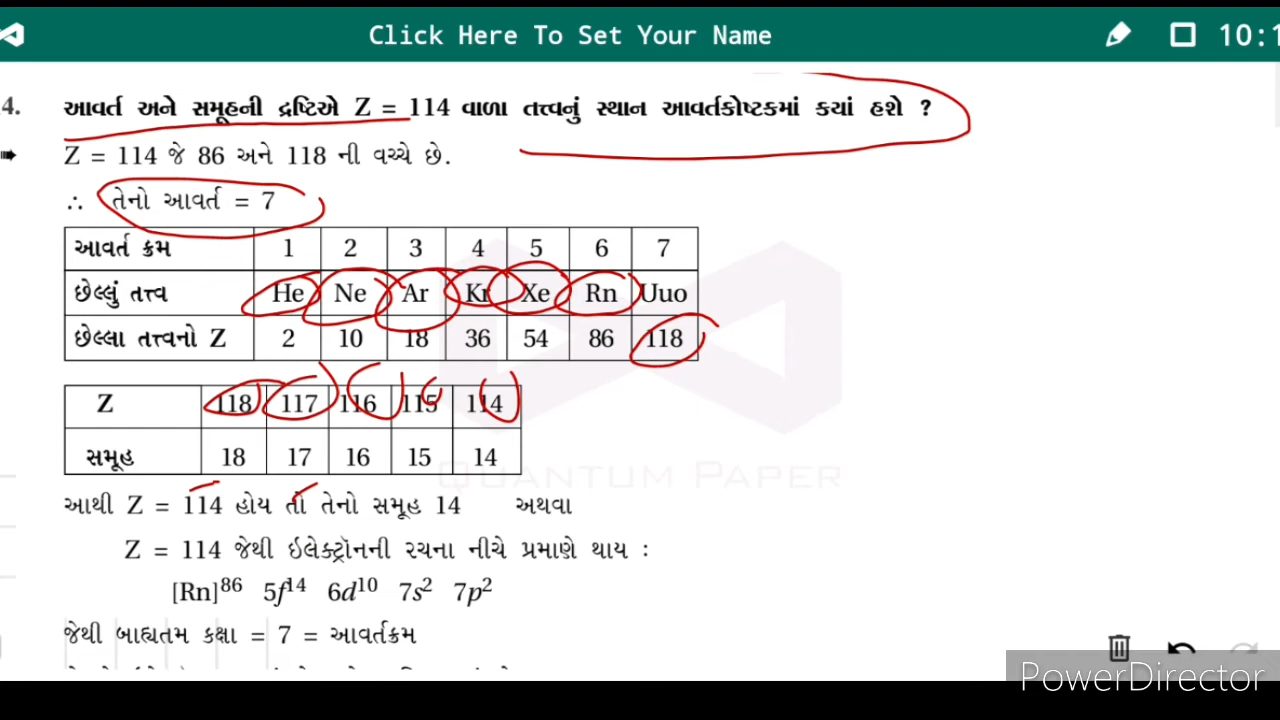 Click Here To Set Your Name
10:1
4. આવર્ત અને સમૂહની દ્રષ્ટિએ Z = 114 વાળા તત્ત્વનું સ્થાન આવર્તકોષ્ટકમાં કયાં હશે ?
Z = 114 જે 86 અને 118 ની વચ્ચે છે.
∴ તેનો આવર્ત = 7
આવર્ત ક્રમ 1 2 3 4 5 6 7
છેલ્લું તત્ત્વ He Ne Ar Kr Xe Rn Uuo
છેલ્લા તત્ત્વનો Z 2 10 18 36 54 86 118
Z 118 117 116 115 114
સમૂહ 18 17 16 15 14
QUANTUM PAPER
આથી Z = 114 હોય તો તેનો સમૂહ 14 અથવા
Z = 114 જેથી ઇલેક્ટ્રૉનની રચના નીચે પ્રમાણે થાય :
[Rn]⁸⁶ 5f¹⁴ 6d¹⁰ 7s² 7p²
જેથી બાહ્યતમ કક્ષા = 7 = આવર્તક્રમ
PowerDirector